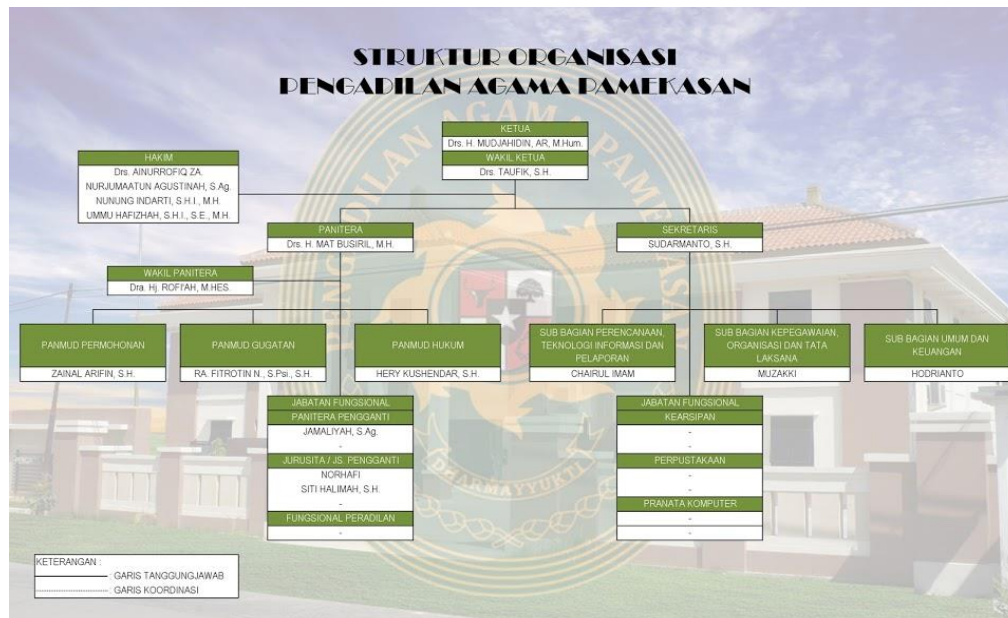 STRUKTUR ORGANISASI
PENGADILAN AGAMA PAMEKASAN
KETUA
Drs. H. MUDJAHIDIN, AR, M.Hum.
WAKIL KETUA
Drs. TAUFIK, S.H.
HAKIM
Drs. AINURROFIQ ZA.
NURJUMAATUN AGUSTINAH, S.Ag.
NUNUNG INDARTI, S.H.I., M.H.
UMMU HAFIZHAH, S.H.I., S.E., M.H.
PANITERA
Drs. H. MAT BUSIRIL, M.H.
SEKRETARIS
SUDARMANTO, S.H.
WAKIL PANITERA
Dra. Hj. ROFI'AH, M.HES.
PANMUD PERMOHONAN
ZAINAL ARIFIN, S.H.
PANMUD GUGATAN
RA. FITROTIN N., S.Psi., S.H.
PANMUD HUKUM
HERY KUSHENDAR, S.H.
SUB BAGIAN PERENCANAAN,
TEKNOLOGI INFORMASI DAN
PELAPORAN
CHAIRUL IMAM
SUB BAGIAN KEPEGAWAIAN,
ORGANISASI DAN TATA
LAKSANA
MUZAKKI
SUB BAGIAN UMUM DAN
KEUANGAN
HODRIANTO
JABATAN FUNGSIONAL
PANITERA PENGGANTI
JAMALIYAH, S.Ag.
-
JURUSITA / JS. PENGGANTI
NORHAFI
SITI HALIMAH, S.H.
-
FUNGSIONAL PERADILAN
-
JABATAN FUNGSIONAL
KEARSIPAN
-
-
PERPUSTAKAAN
-
-
PRANATA KOMPUTER
-
-
KETERANGAN :
GARIS TANGGUNGJAWAB
GARIS KOORDINASI
PENGADILAN AGAMA PAMEKASAN
DHARMAYYUKTI